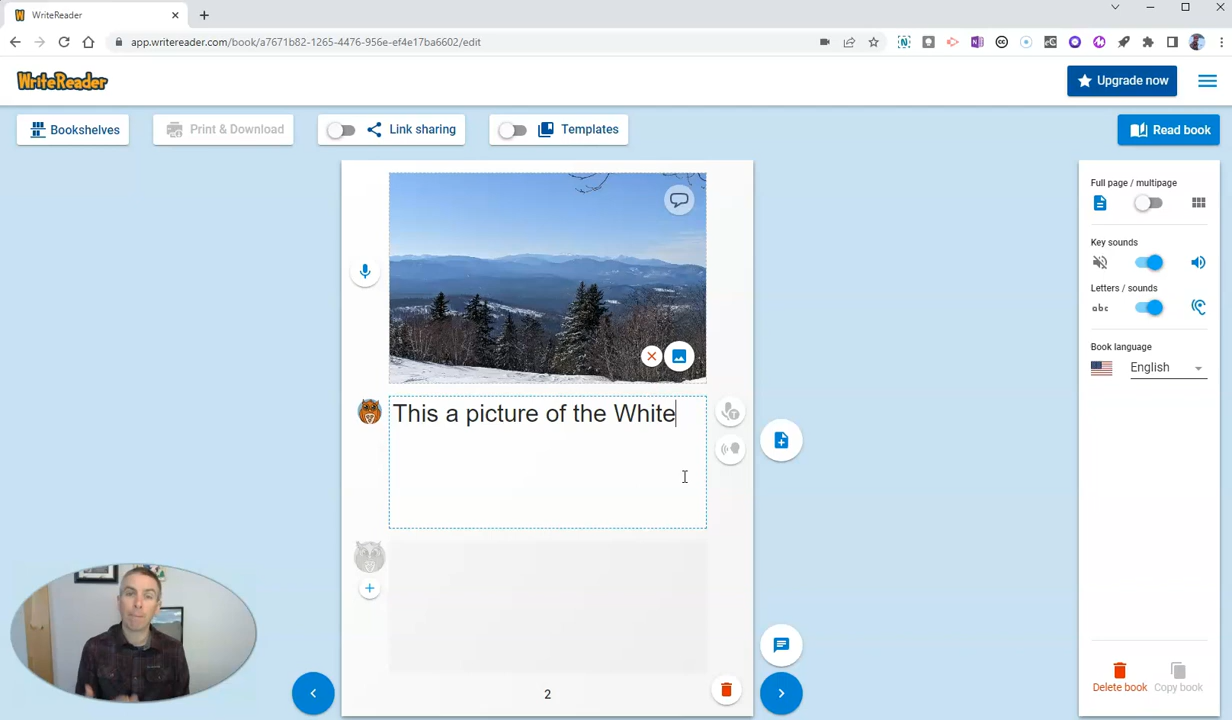 WriteReader
app.writereader.com/book/a7671b82-1265-4476-956e-ef4e17ba6602/edit
WriteReader
Upgrade now
Bookshelves
Print & Download
Link sharing
Templates
Read book
Full page / multipage
Key sounds
Letters / sounds
abc
Book language
English
This a picture of the White
2
Delete book
Copy book